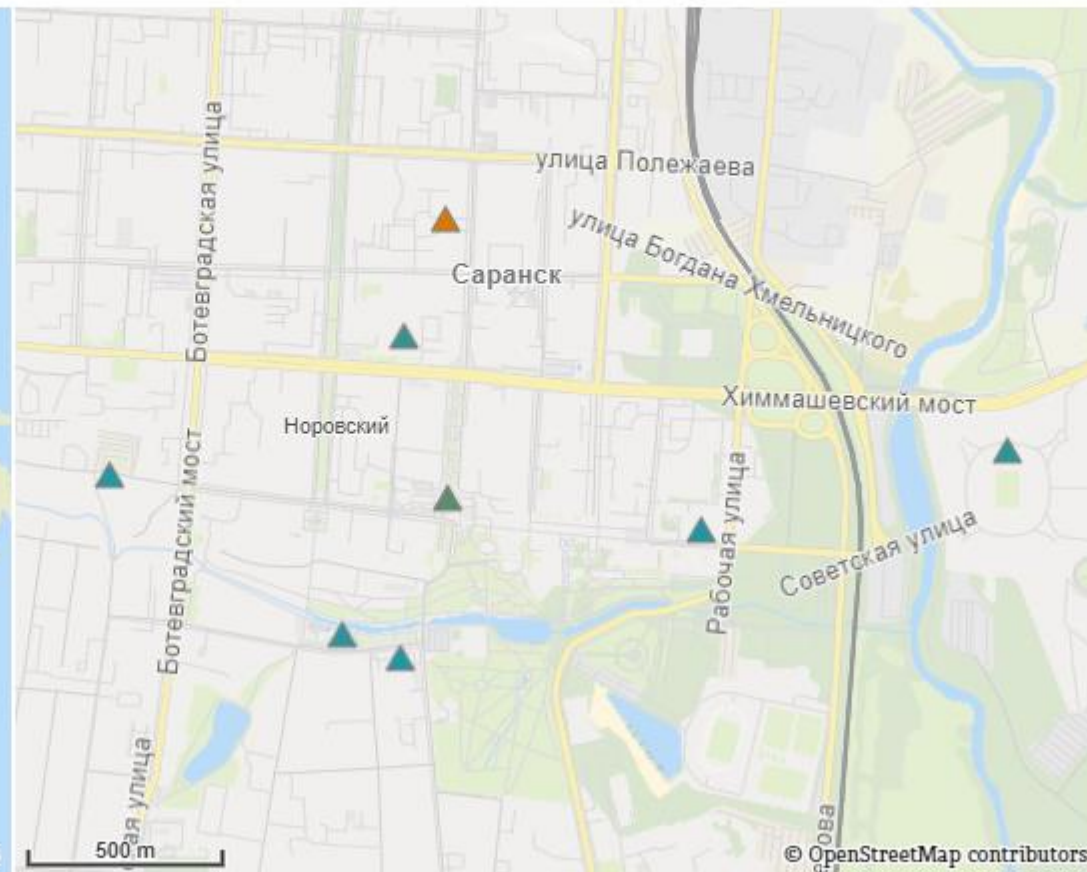 Ботевградская улица
улица Полежаева
улица Богдана Хмельницкого
Саранск
Химмашевский мост
Норовский
Ботевградский мост
Рабочая улица
Советская улица
ая улица
ова
500 m
© OpenStreetMap contributors